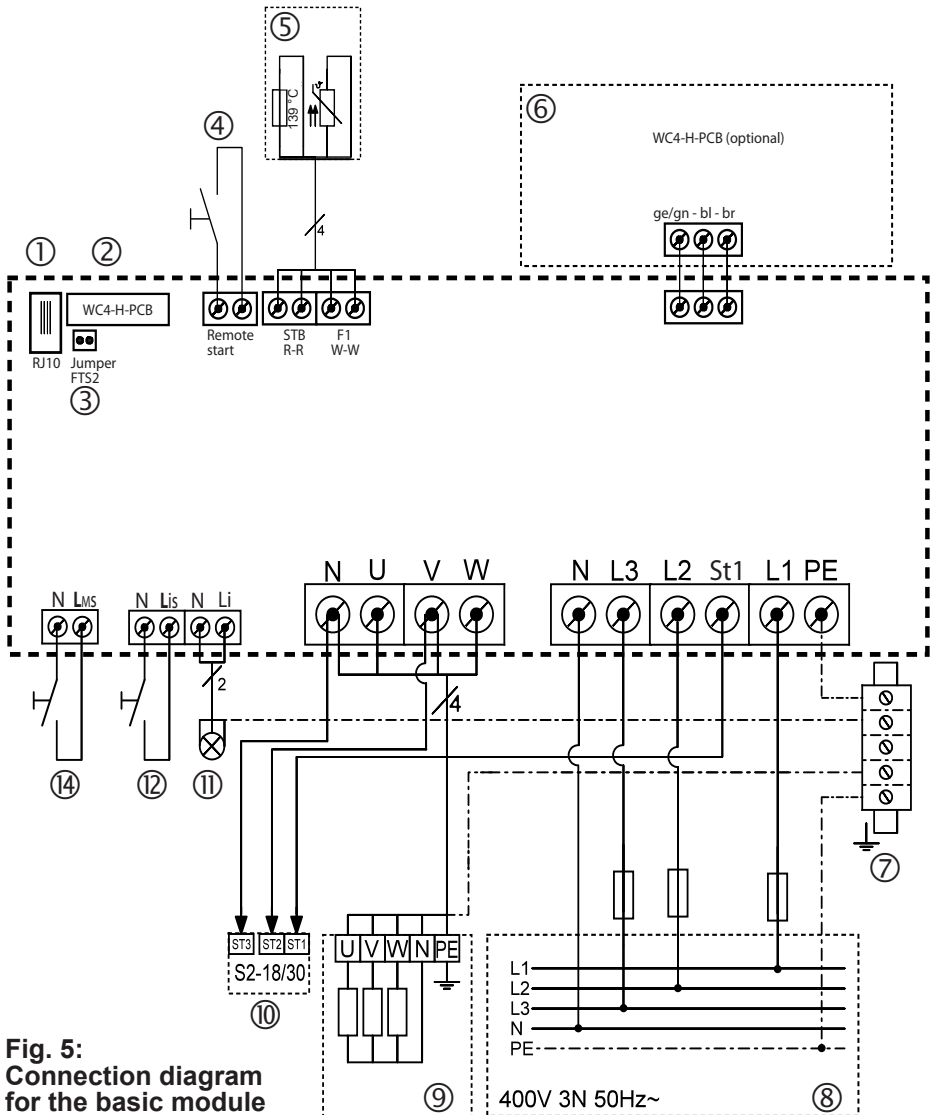 ⑤
139 °C
④
4
⑥
WC4-H-PCB (optional)
ge/gn - bl - br
① ②
WC4-H-PCB
RJ10 Jumper
FTS2
③
Remote
start
STB
R-R
F1
W-W
N LMS
N Lis N Li
N U V W
N L3 L2 St1 L1 PE
2
4
⑭ ⑫ ⑪
⑦
ST3 ST2 ST1
S2-18/30
⑩
U V W N PE
⑨
L1
L2
L3
N
PE
400V 3N 50Hz~ ⑧
Fig. 5:
Connection diagram
for the basic module